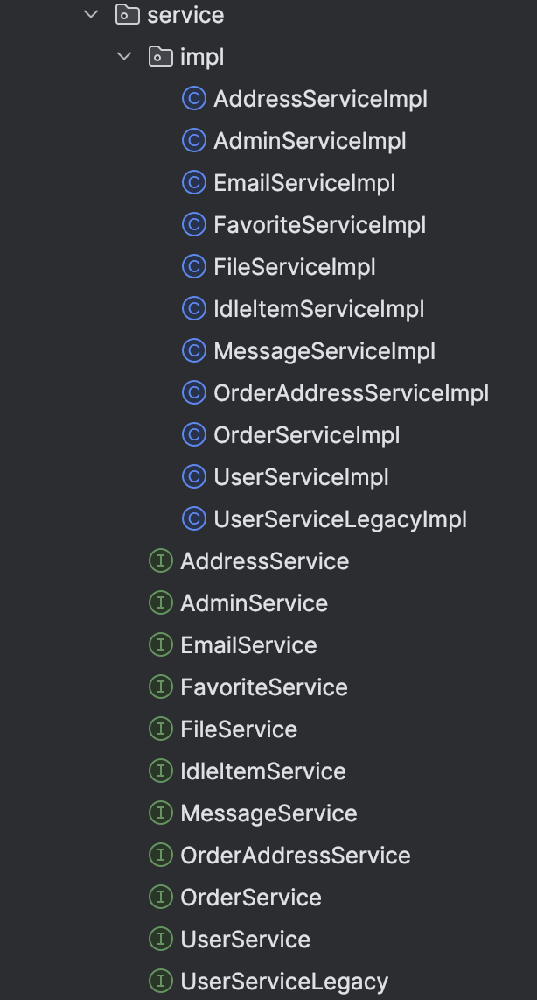 service
impl
AddressServiceImpl
AdminServiceImpl
EmailServiceImpl
FavoriteServiceImpl
FileServiceImpl
IdleItemServiceImpl
MessageServiceImpl
OrderAddressServiceImpl
OrderServiceImpl
UserServiceImpl
UserServiceLegacyImpl
AddressService
AdminService
EmailService
FavoriteService
FileService
IdleItemService
MessageService
OrderAddressService
OrderService
UserService
UserServiceLegacy